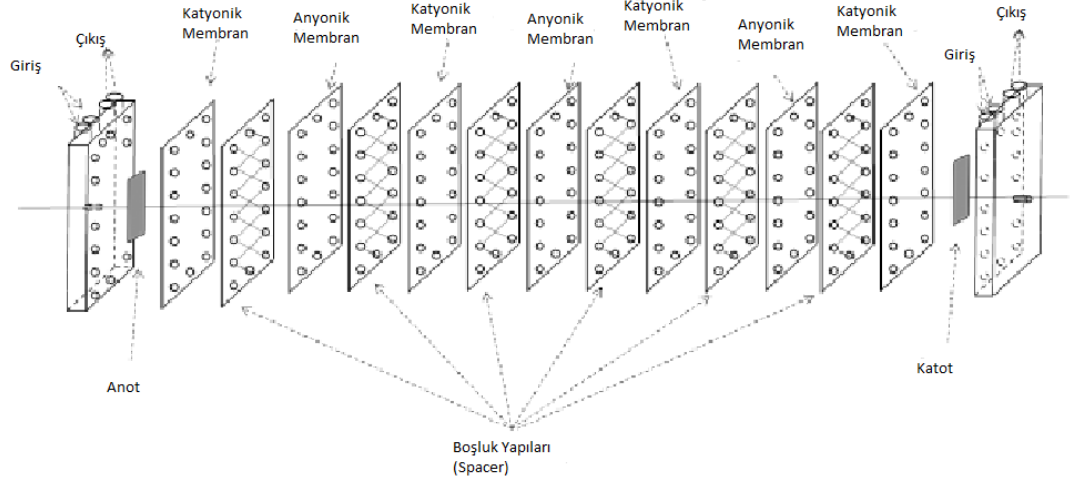 Çıkış
Giriş
Katyonik
Membran
Anyonik
Membran
Katyonik
Membran
Anyonik
Membran
Katyonik
Membran
Anyonik
Membran
Katyonik
Membran
Çıkış
Giriş
Anot
Katot
Boşluk Yapıları
(Spacer)